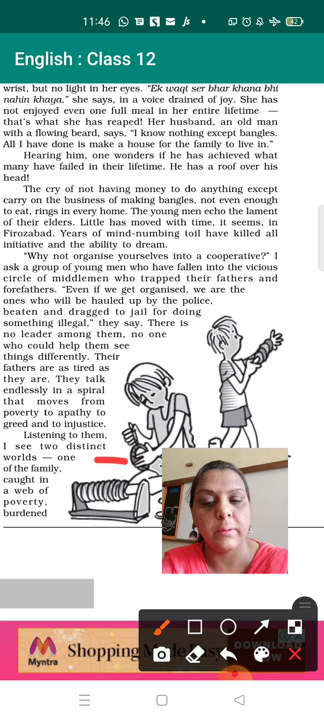 11:46
42
English : Class 12
wrist, but no light in her eyes. "Ek waqt ser bhar khana bhi
nahin khaya," she says, in a voice drained of joy. She has
not enjoyed even one full meal in her entire lifetime —
that's what she has reaped! Her husband, an old man
with a flowing beard, says, "I know nothing except bangles.
All I have done is make a house for the family to live in."
Hearing him, one wonders if he has achieved what
many have failed in their lifetime. He has a roof over his
head!
The cry of not having money to do anything except
carry on the business of making bangles, not even enough
to eat, rings in every home. The young men echo the lament
of their elders. Little has moved with time, it seems, in
Firozabad. Years of mind-numbing toil have killed all
initiative and the ability to dream.
"Why not organise yourselves into a cooperative?" I
ask a group of young men who have fallen into the vicious
circle of middlemen who trapped their fathers and
forefathers. "Even if we get organised, we are the
ones who will be hauled up by the police,
beaten and dragged to jail for doing
something illegal," they say. There is
no leader among them, no one
who could help them see
things differently. Their
fathers are as tired as
they are. They talk
endlessly in a spiral
that moves from
poverty to apathy to
greed and to injustice.
Listening to them,
I see two distinct
worlds — one
of the family,
caught in
a web of
poverty,
burdened
Myntra
Shopping
DOWNLOAD
NOW